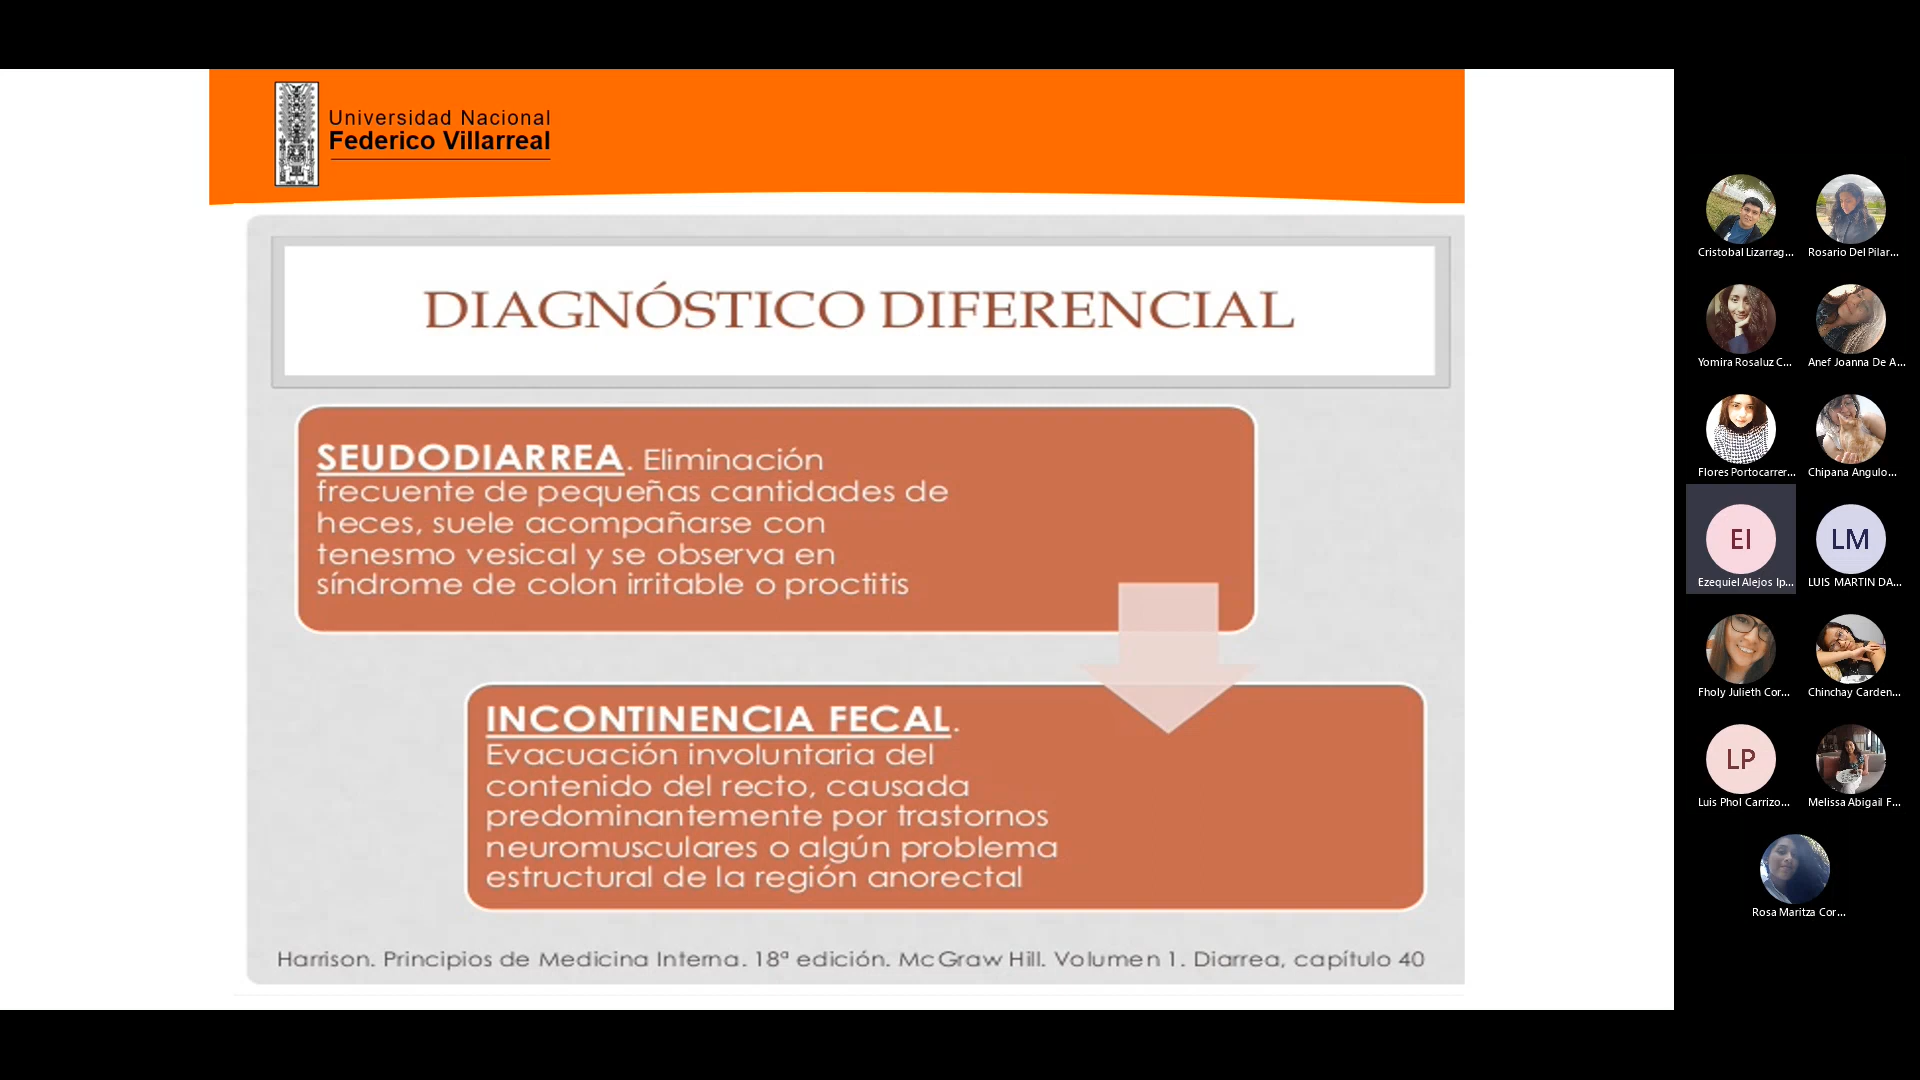 Universidad Nacional
Federico Villarreal
DIAGNÓSTICO DIFERENCIAL
SEUDODIARREA. Eliminación
frecuente de pequeñas cantidades de
heces, suele acompañarse con
tenesmo vesical y se observa en
síndrome de colon irritable o proctitis
INCONTINENCIA FECAL.
Evacuación involuntaria del
contenido del recto, causada
predominantemente por trastornos
neuromusculares o algún problema
estructural de la región anorectal
Harrison. Principios de Medicina Interna. 18ª edición. McGraw Hill. Volumen 1. Diarrea, capítulo 40
Cristobal Lizarrag...
Rosario Del Pilar...
Yomira Rosaluz C...
Anef Joanna De A...
Flores Portocarrer...
Chipana Angulo...
EI
LM
Ezequiel Alejos Ip...
LUIS MARTIN DA...
Fholy Julieth Cor...
Chinchay Carden...
LP
Luis Phol Carrizo...
Melissa Abigail F...
Rosa Maritza Cor...